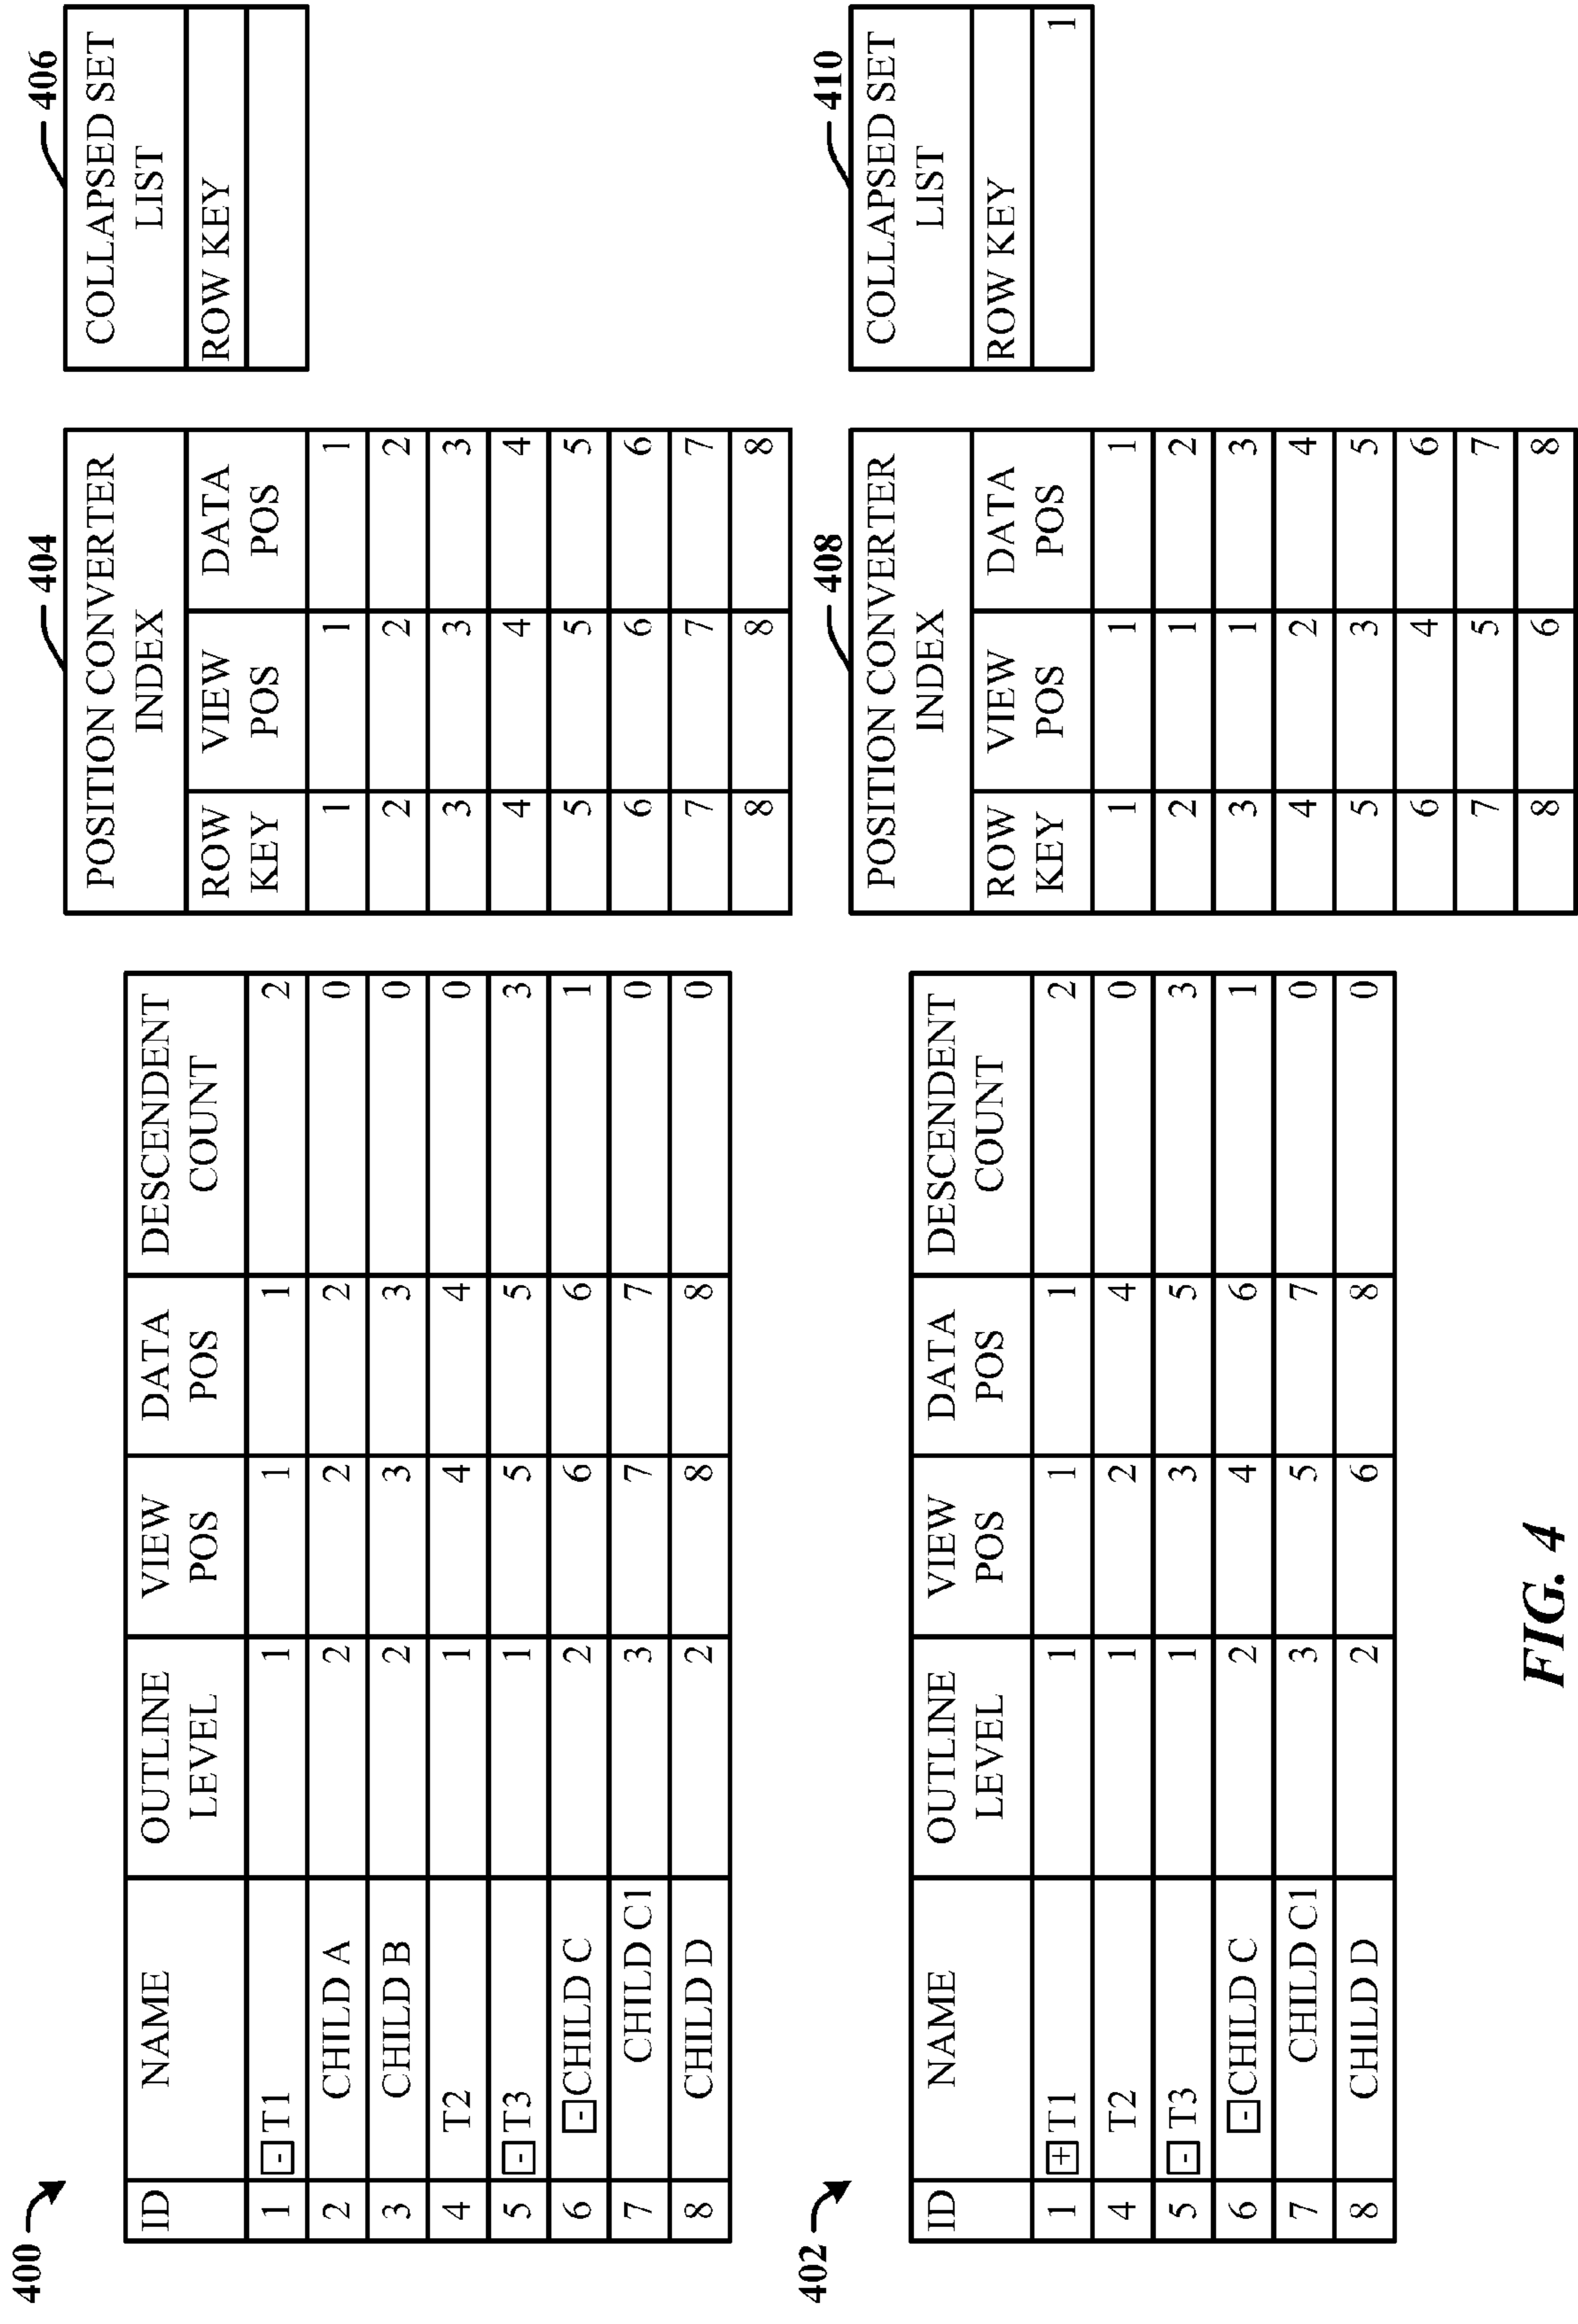 400
ID NAME OUTLINE LEVEL VIEW POS DATA POS DESCENDENT COUNT
1 - T1 1 1 1 2
2 CHILD A 2 2 2 0
3 CHILD B 2 3 3 0
4 T2 1 4 4 0
5 - T3 1 5 5 3
6 - CHILD C 2 6 6 1
7 CHILD C1 3 7 7 0
8 CHILD D 2 8 8 0
404
POSITION CONVERTER
INDEX
ROW KEY VIEW POS DATA POS
1 1 1
2 2 2
3 3 3
4 4 4
5 5 5
6 6 6
7 7 7
8 8 8
406
COLLAPSED SET
LIST
ROW KEY
402
ID NAME OUTLINE LEVEL VIEW POS DATA POS DESCENDENT COUNT
1 + T1 1 1 1 2
4 T2 1 2 4 0
5 - T3 1 3 5 3
6 - CHILD C 2 4 6 1
7 CHILD C1 3 5 7 0
8 CHILD D 2 6 8 0
408
POSITION CONVERTER
INDEX
ROW KEY VIEW POS DATA POS
1 1 1
2 1 2
3 1 3
4 2 4
5 3 5
6 4 6
7 5 7
8 6 8
410
COLLAPSED SET
LIST
ROW KEY
1
FIG. 4